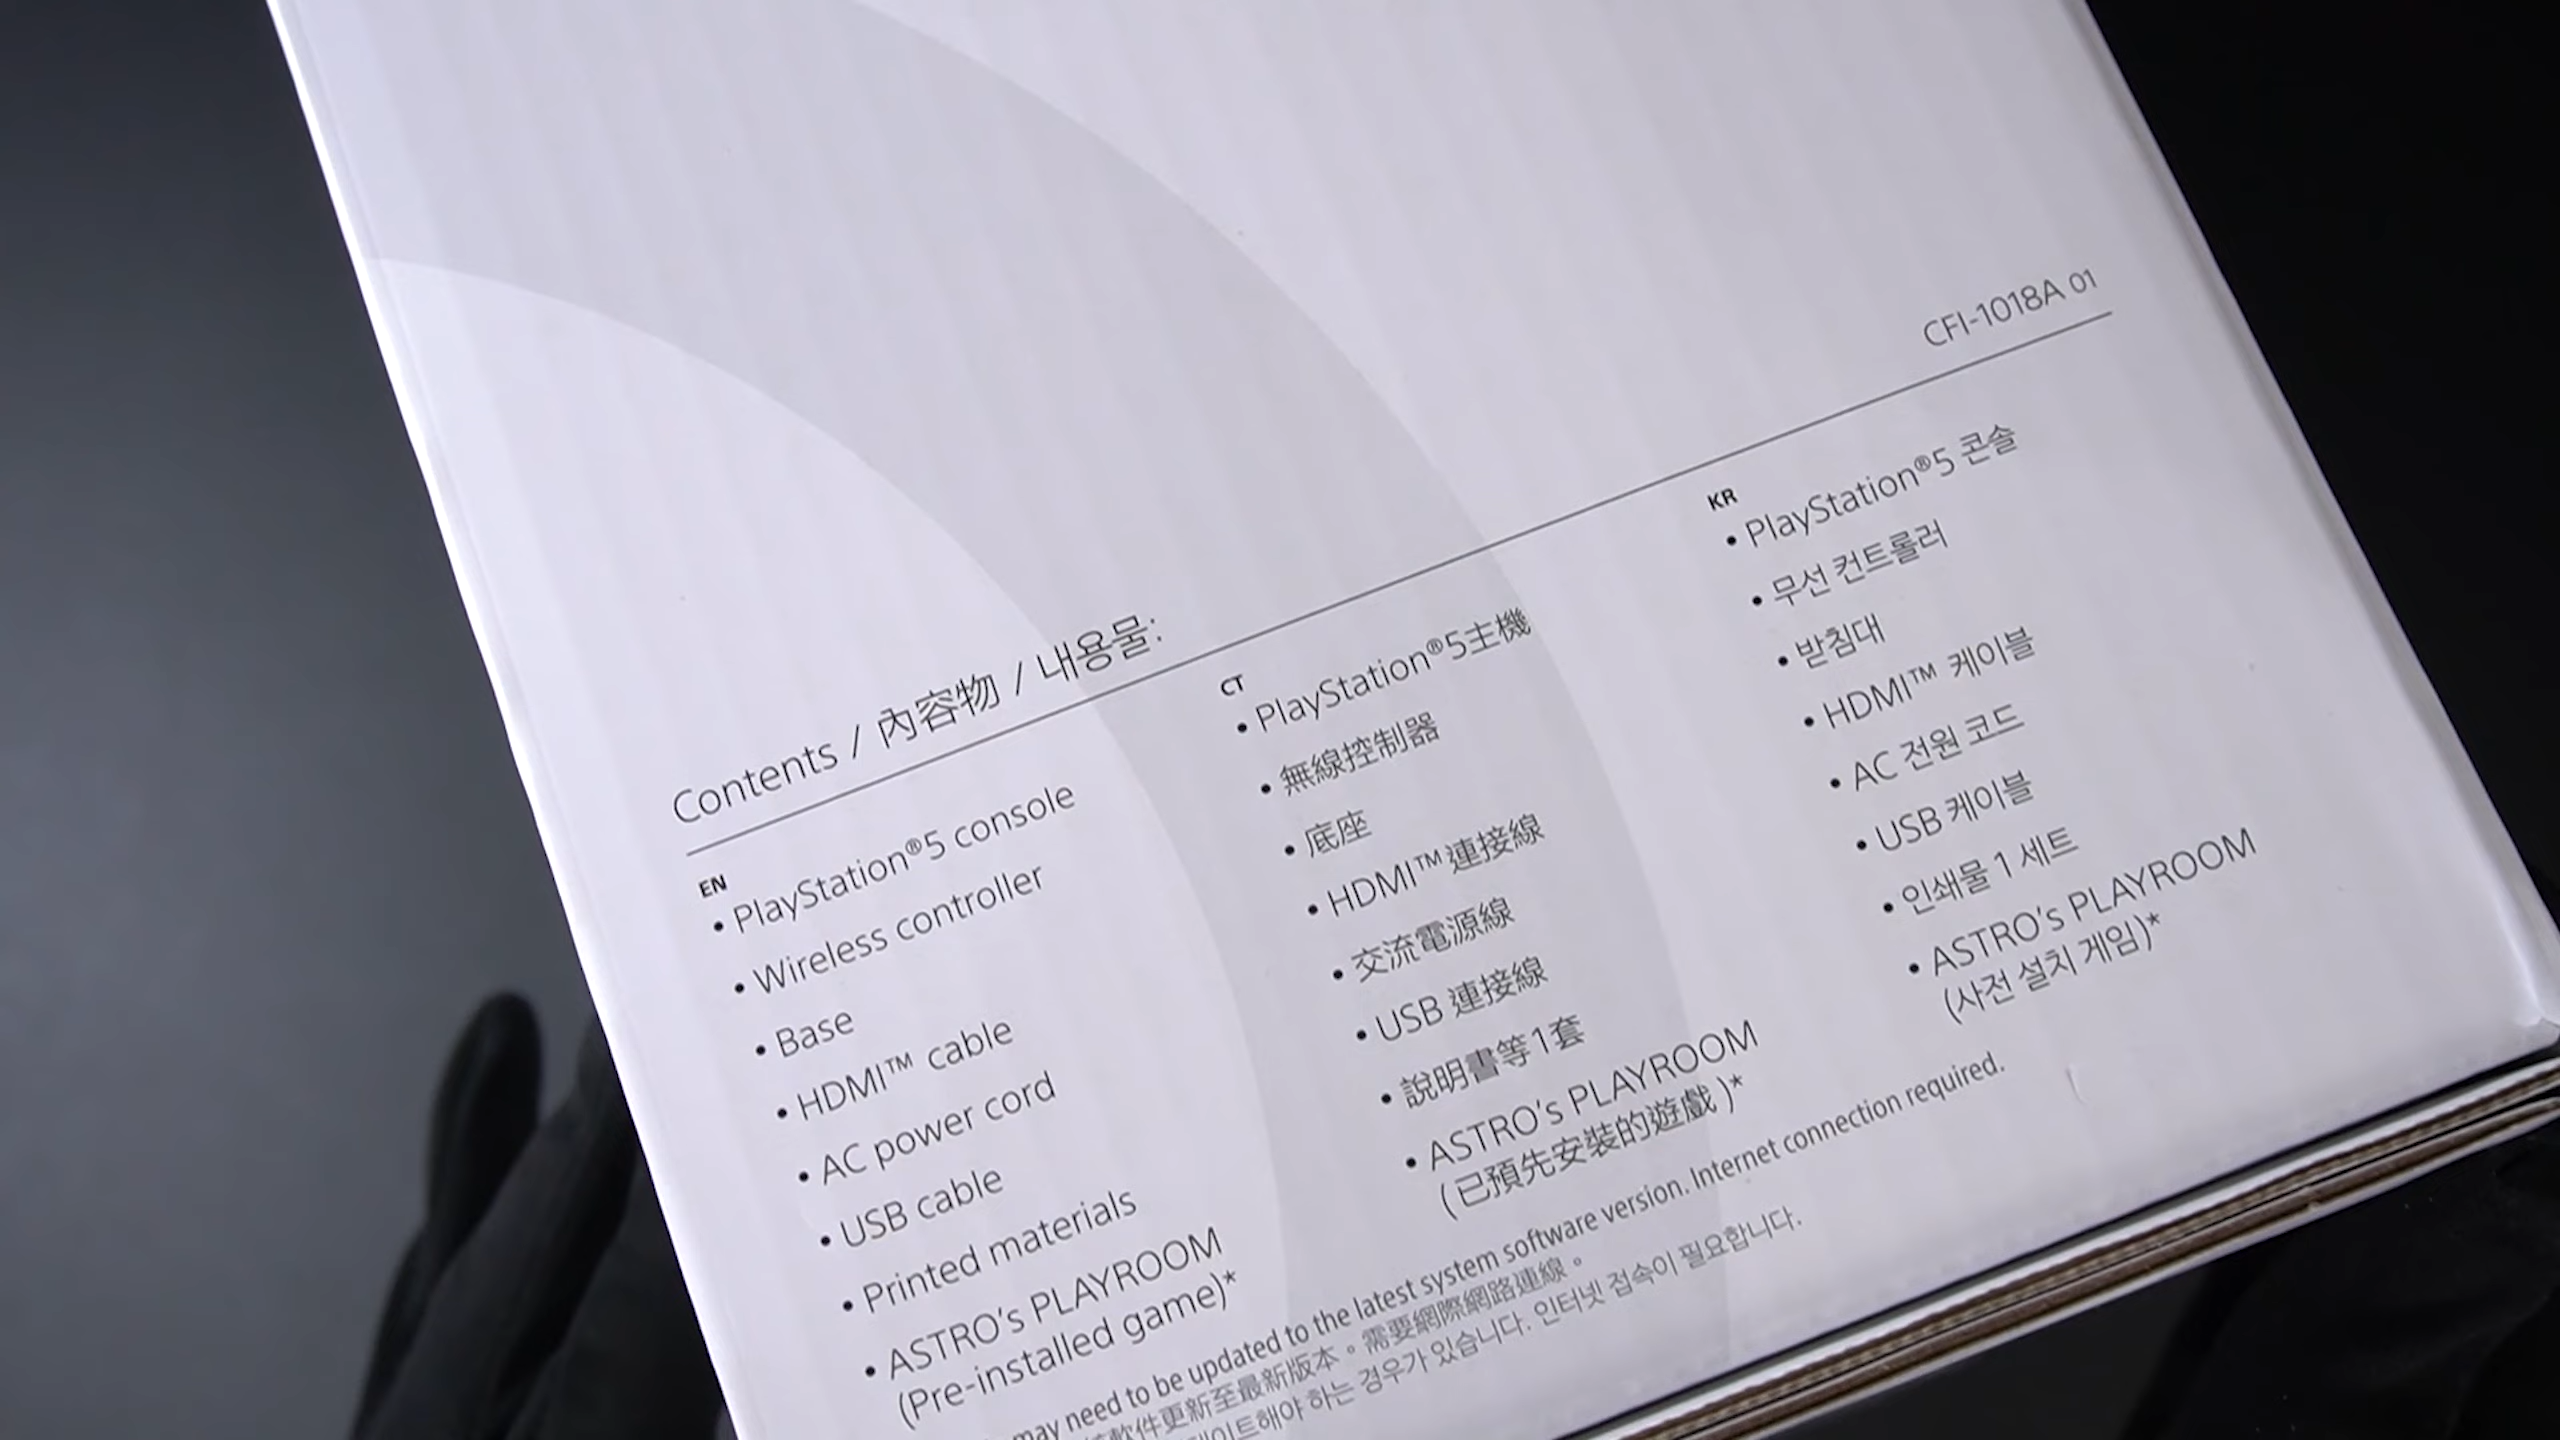 CFI-1018A 01
Contents / 內容物 / 내용물:
EN
• PlayStation®5 console
• Wireless controller
• Base
• HDMI™ cable
• AC power cord
• USB cable
• Printed materials
• ASTRO's PLAYROOM
(Pre-installed game)*
CT
• PlayStation®5主機
• 無線控制器
• 底座
• HDMI™連接線
• 交流電源線
• USB 連接線
• 說明書等1套
• ASTRO's PLAYROOM
(已預先安裝的遊戲)*
KR
• PlayStation®5 콘솔
• 무선 컨트롤러
• 받침대
• HDMI™ 케이블
• AC 전원 코드
• USB 케이블
• 인쇄물 1 세트
• ASTRO's PLAYROOM
(사전 설치 게임)*
may need to be updated to the latest system software version. Internet connection required.
軟件更新至最新版本。需要網際網路連線。
하는 경우가 있습니다. 인터넷 접속이 필요합니다.